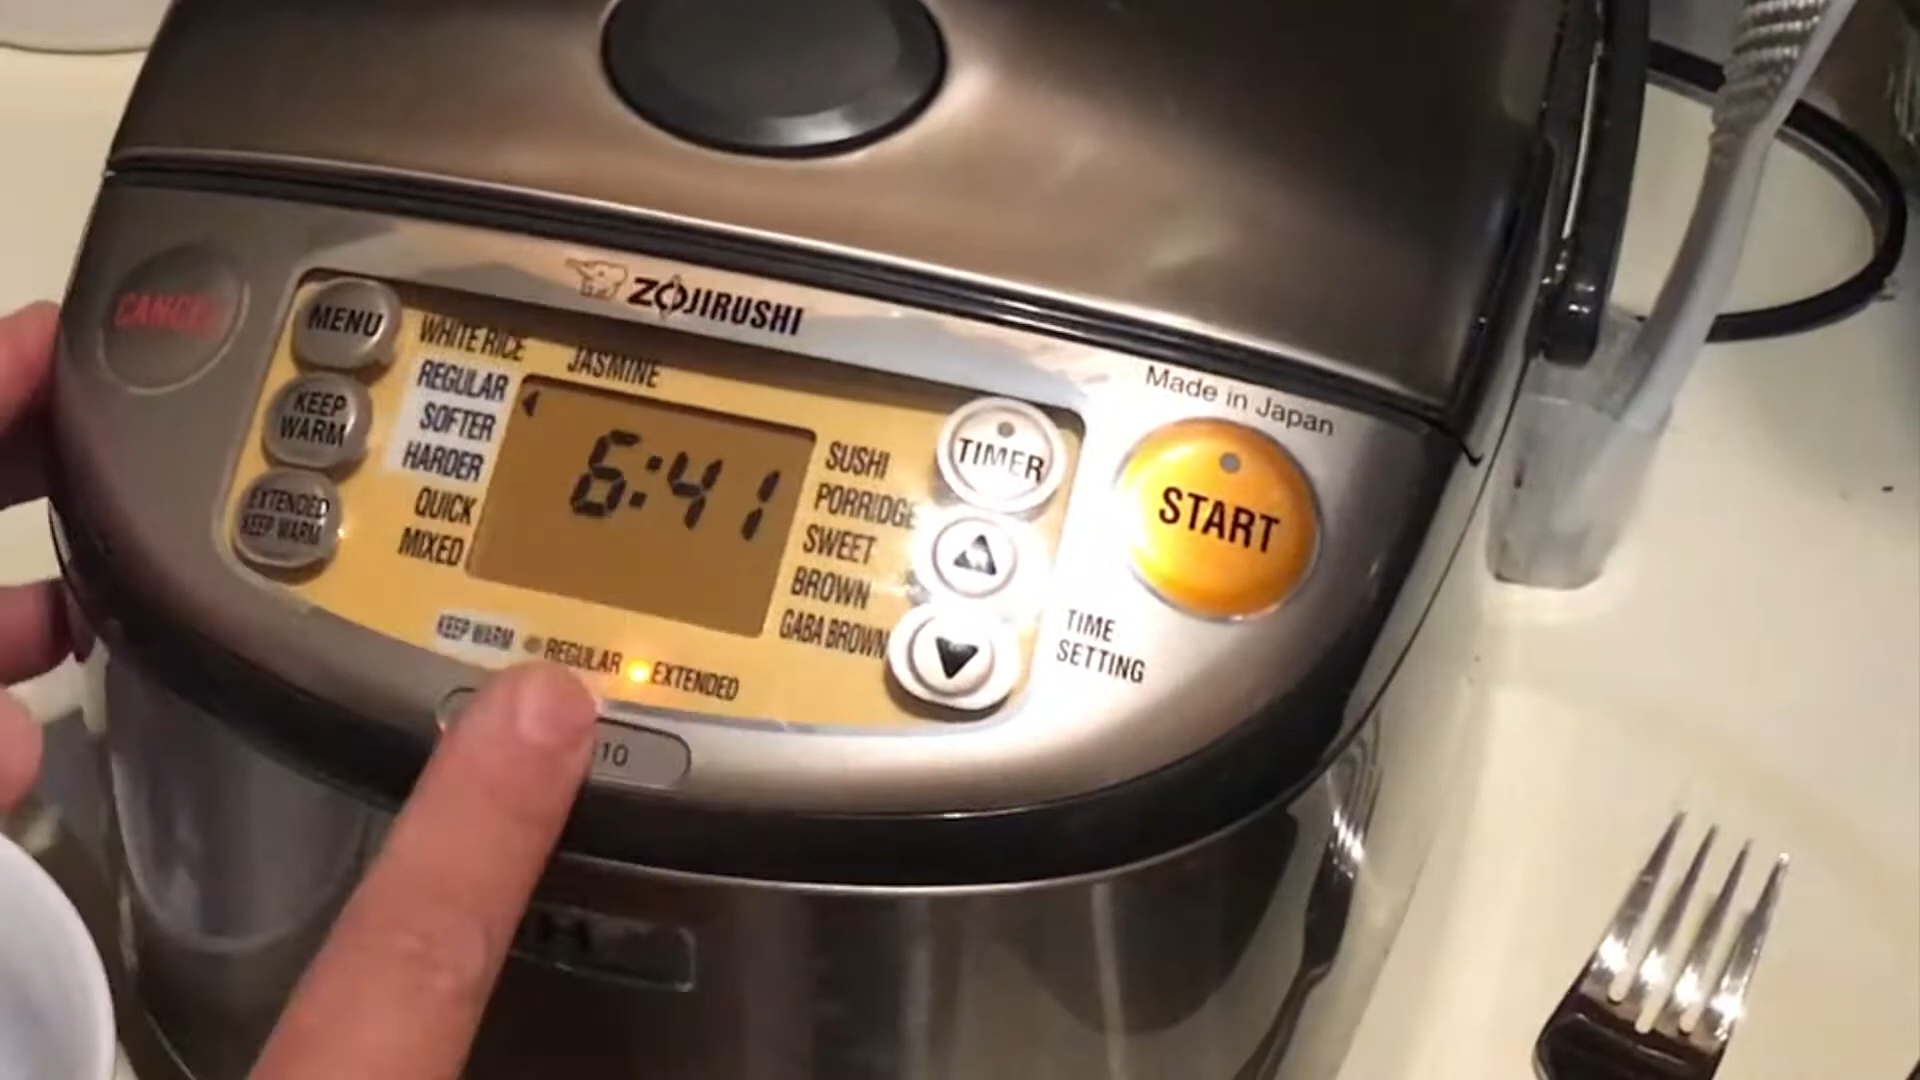 ZOJIRUSHI
CANCEL
MENU
KEEP
WARM
EXTENDED
KEEP WARM
WHITE RICE
JASMINE
REGULAR
SOFTER
HARDER
QUICK
MIXED
6:41
SUSHI
PORRIDGE
SWEET
BROWN
GABA BROWN
KEEP WARM REGULAR EXTENDED
TIMER
TIME
SETTING
Made in Japan
START
10